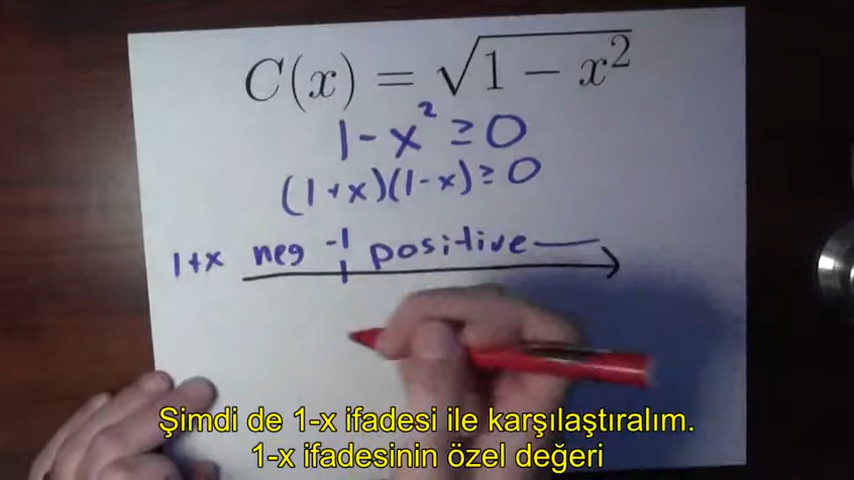 C(x) = √1 − x²
1 - x² ≥ 0
(1+x)(1-x) ≥ 0
1+x neg -1 positive
Şimdi de 1-x ifadesi ile karşılaştıralım.
1-x ifadesinin özel değeri